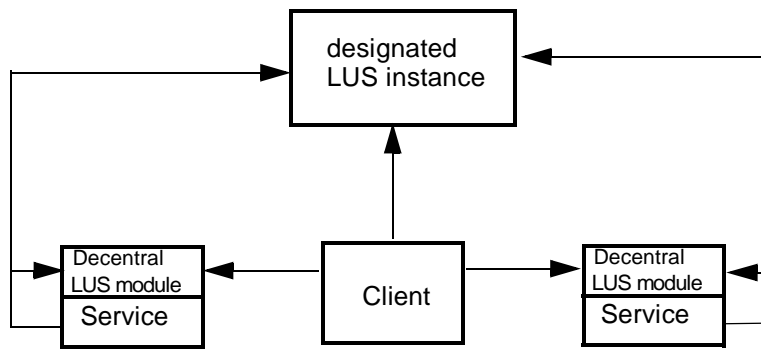 designated
LUS instance
Decentral
LUS module
Service
Client
Decentral
LUS module
Service